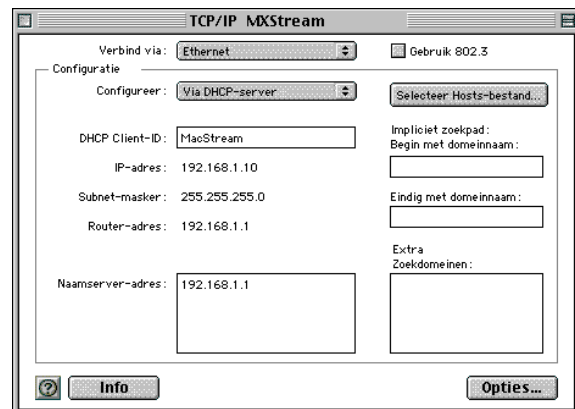 TCP/IP MXStream
Verbind via: Ethernet
Gebruik 802.3
Configuratie
Configureer: Via DHCP-server
Selecteer Hosts-bestand...
DHCP Client-ID: MacStream
Impliciet zoekpad:
Begin met domeinnaam:
IP-adres: 192.168.1.10
Subnet-masker: 255.255.255.0
Eindig met domeinnaam:
Router-adres: 192.168.1.1
Extra
Zoekdomeinen:
Naamserver-adres: 192.168.1.1
?
Info
Opties...